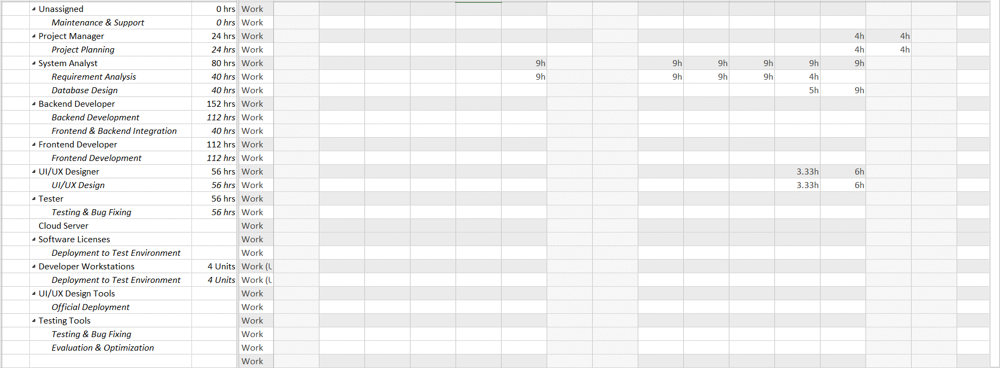 Unassigned 0 hrs Work
Maintenance & Support 0 hrs Work
Project Manager 24 hrs Work 4h 4h
Project Planning 24 hrs Work 4h 4h
System Analyst 80 hrs Work 9h 9h 9h 9h 9h 9h
Requirement Analysis 40 hrs Work 9h 9h 9h 9h 4h
Database Design 40 hrs Work 5h 9h
Backend Developer 152 hrs Work
Backend Development 112 hrs Work
Frontend & Backend Integration 40 hrs Work
Frontend Developer 112 hrs Work
Frontend Development 112 hrs Work
UI/UX Designer 56 hrs Work 3.33h 6h
UI/UX Design 56 hrs Work 3.33h 6h
Tester 56 hrs Work
Testing & Bug Fixing 56 hrs Work
Cloud Server Work
Software Licenses Work
Deployment to Test Environment Work
Developer Workstations 4 Units Work (U
Deployment to Test Environment 4 Units Work (U
UI/UX Design Tools Work
Official Deployment Work
Testing Tools Work
Testing & Bug Fixing Work
Evaluation & Optimization Work
Work